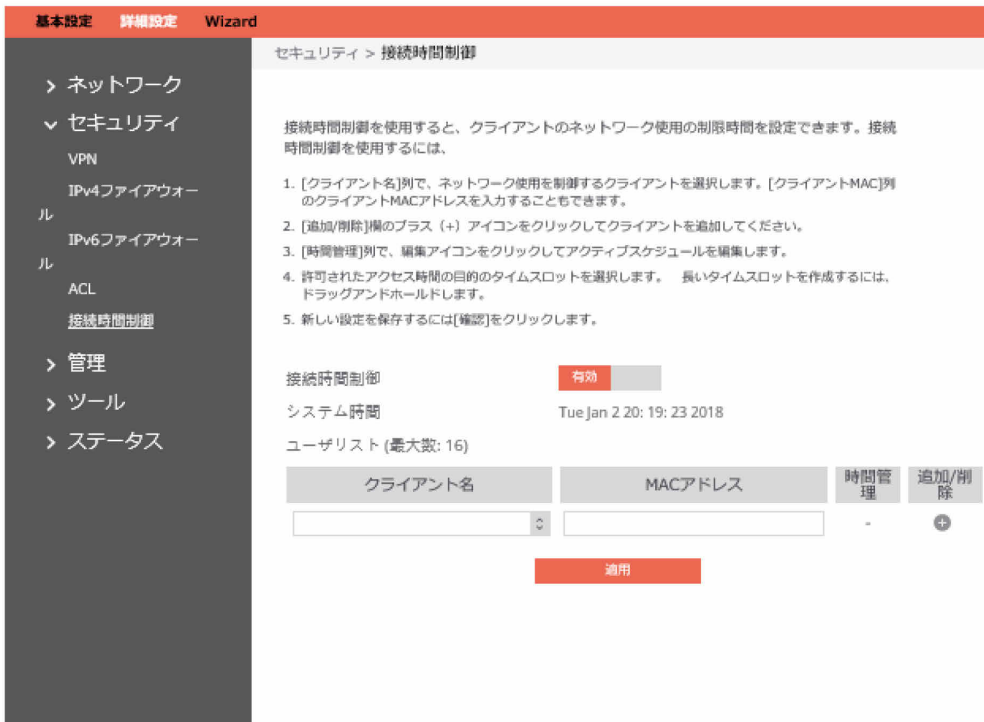 基本設定 詳細設定 Wizard
セキュリティ > 接続時間制御
ネットワーク
セキュリティ
VPN
IPv4ファイアウォー
ル
IPv6ファイアウォー
ル
ACL
接続時間制御
管理
ツール
ステータス
接続時間制御を使用すると、クライアントのネットワーク使用の制限時間を設定できます。接続
時間制御を使用するには、
1. [クライアント名]列で、ネットワーク使用を制御するクライアントを選択します。[クライアントMAC]列
のクライアントMACアドレスを入力することもできます。
2. [追加/削除]欄のプラス（+）アイコンをクリックしてクライアントを追加してください。
3. [時間管理]列で、編集アイコンをクリックしてアクティブスケジュールを編集します。
4. 許可されたアクセス時間の目的のタイムスロットを選択します。 長いタイムスロットを作成するには、
ドラッグアンドホールドします。
5. 新しい設定を保存するには[確認]をクリックします。
接続時間制御 有効
システム時間 Tue Jan 2 20: 19: 23 2018
ユーザリスト (最大数: 16)
クライアント名 MACアドレス 時間管理 追加/削除
-
適用